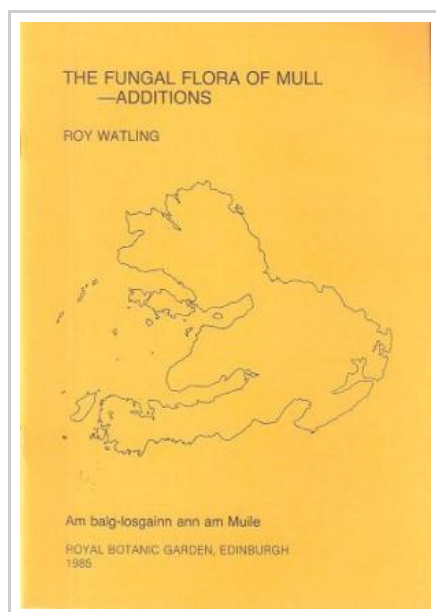 THE FUNGAL FLORA OF MULL
—ADDITIONS
ROY WATLING
Am balg-losgainn ann am Muile
ROYAL BOTANIC GARDEN, EDINBURGH
1985